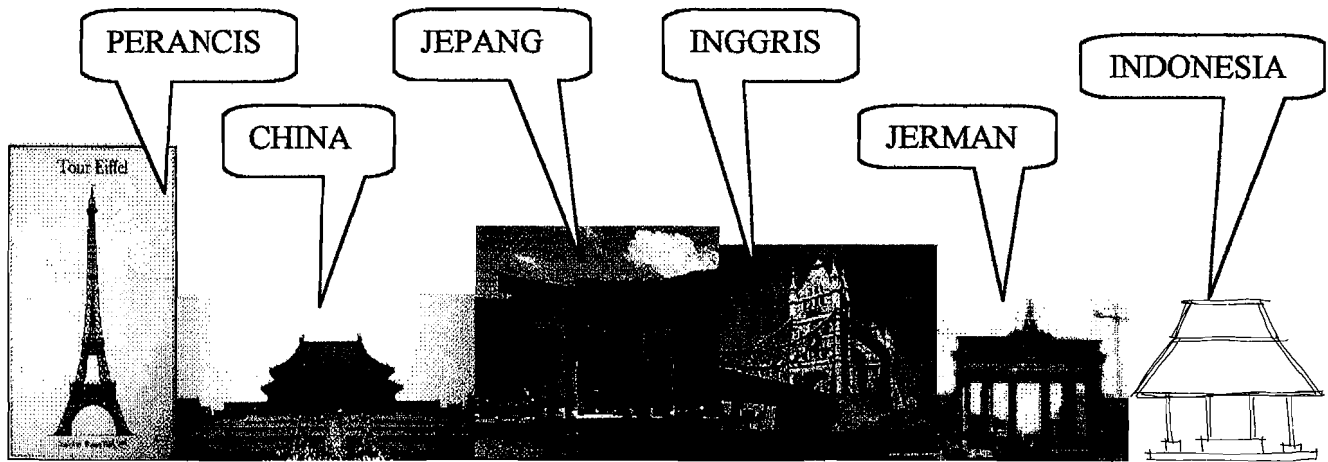 PERANCIS
CHINA
JEPANG
INGGRIS
JERMAN
INDONESIA
Tour Eiffel